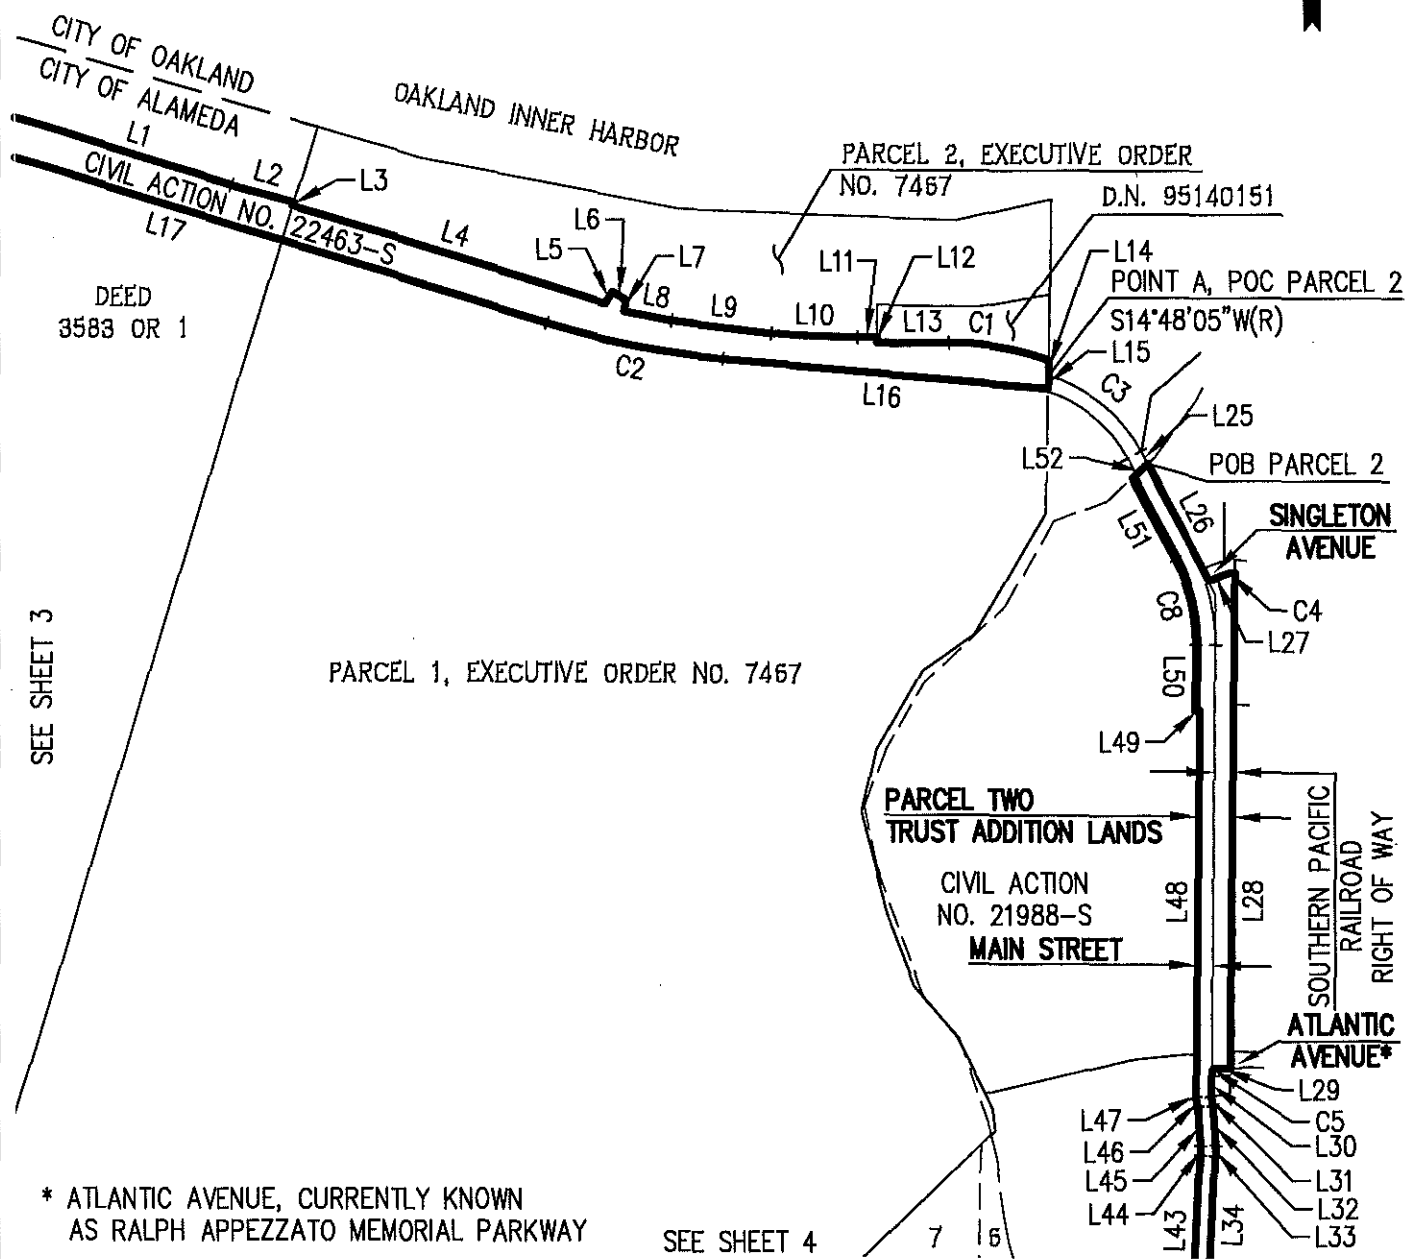 CITY OF OAKLAND
CITY OF ALAMEDA
OAKLAND INNER HARBOR
L1
L2
L3
CIVIL ACTION NO. 22463-S
L17
L4
L5
L6
L7
L8
L9
L10
L11
L12
L13
C1
PARCEL 2, EXECUTIVE ORDER
NO. 7467
D.N. 95140151
L14
POINT A, POC PARCEL 2
S14°48'05"W(R)
L15
C3
DEED
3583 OR 1
C2
L16
L25
L52
POB PARCEL 2
L26
L51
SINGLETON
AVENUE
C8
C4
L27
L50
L49
SEE SHEET 3
PARCEL 1, EXECUTIVE ORDER NO. 7467
PARCEL TWO
TRUST ADDITION LANDS
CIVIL ACTION
NO. 21988-S
MAIN STREET
L48
L28
SOUTHERN PACIFIC
RAILROAD
RIGHT OF WAY
ATLANTIC
AVENUE*
L29
C5
L30
L31
L32
L33
L47
L46
L45
L44
L43
L34
* ATLANTIC AVENUE, CURRENTLY KNOWN
AS RALPH APPEZZATO MEMORIAL PARKWAY
SEE SHEET 4
7
6